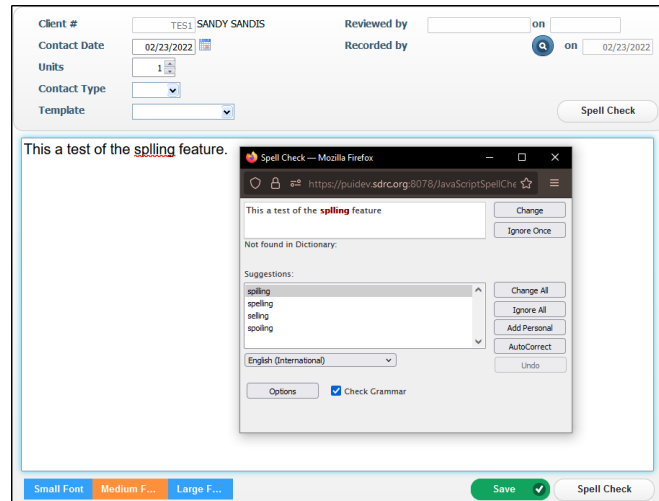 Client # TES1 SANDY SANDIS Reviewed by on
Contact Date 02/23/2022 Recorded by on 02/23/2022
Units 1
Contact Type
Template Spell Check
This a test of the splling feature.
Spell Check — Mozilla Firefox
https://puidev.sdrc.org:8078/JavaScriptSpellChe
This a test of the splling feature
Change
Ignore Once
Not found in Dictionary:
Suggestions:
spilling
spelling
selling
spoiling
Change All
Ignore All
Add Personal
AutoCorrect
Undo
English (International)
Options Check Grammar
Small Font Medium F... Large F... Save Spell Check